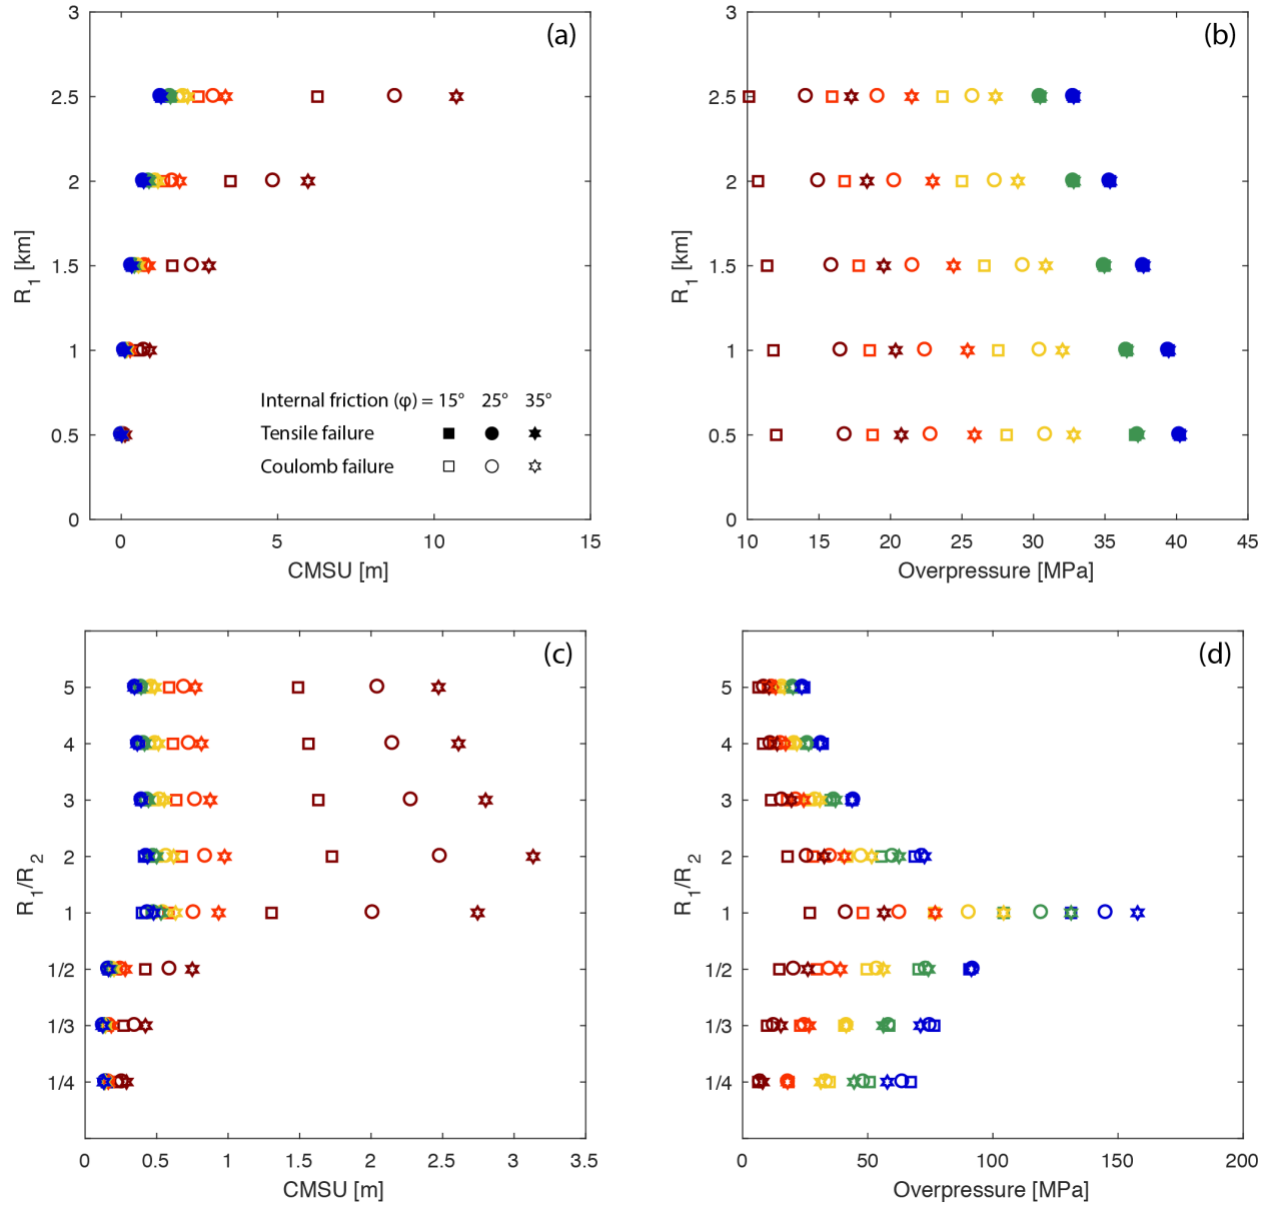 (a)
3
2.5
2
1.5
1
0.5
0
R1 [km]
Internal friction (φ) = 15° 25° 35°
Tensile failure
Coulomb failure
0 5 10 15
CMSU [m]
(b)
3
2.5
2
1.5
1
0.5
0
R1 [km]
10 15 20 25 30 35 40 45
Overpressure [MPa]
(c)
5
4
3
2
1
1/2
1/3
1/4
R1/R2
0 0.5 1 1.5 2 2.5 3 3.5
CMSU [m]
(d)
5
4
3
2
1
1/2
1/3
1/4
R1/R2
0 50 100 150 200
Overpressure [MPa]